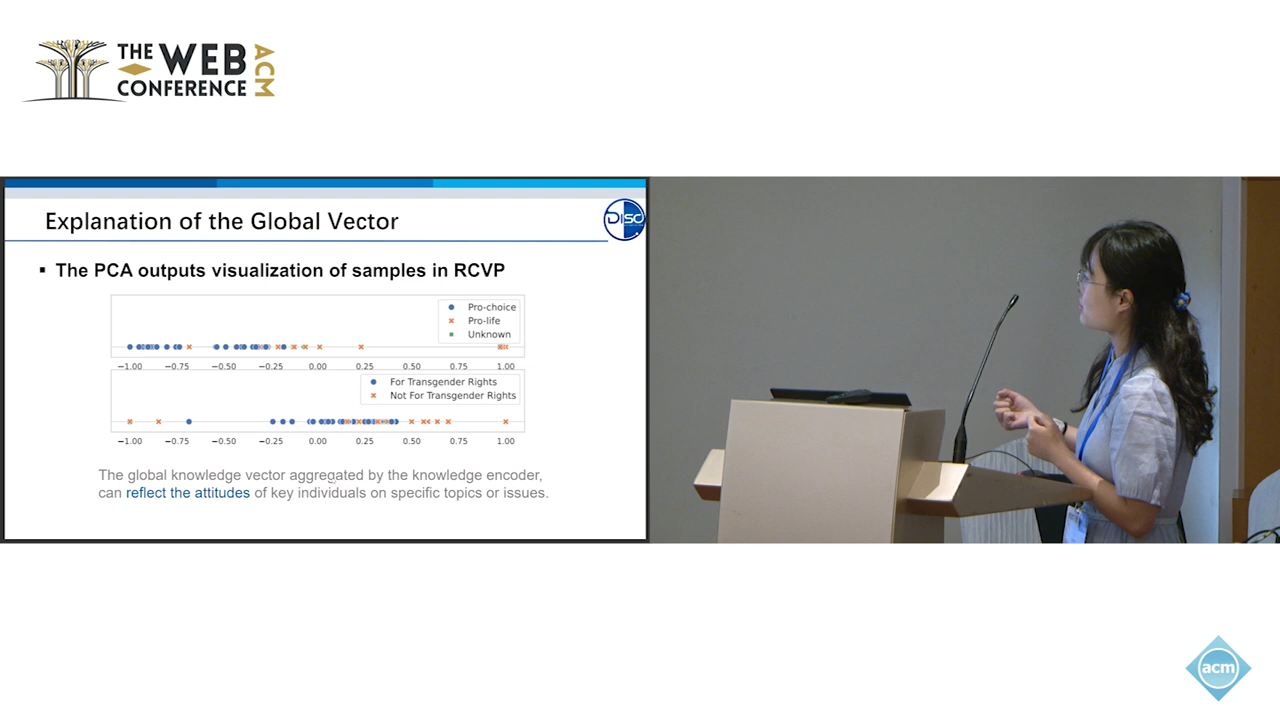 THE WEB
CONFERENCE
ACM
Explanation of the Global Vector
DISC
▪ The PCA outputs visualization of samples in RCVP
Pro-choice
Pro-life
Unknown
−1.00 −0.75 −0.50 −0.25 0.00 0.25 0.50 0.75 1.00
For Transgender Rights
Not For Transgender Rights
−1.00 −0.75 −0.50 −0.25 0.00 0.25 0.50 0.75 1.00
The global knowledge vector aggregated by the knowledge encoder,
can reflect the attitudes of key individuals on specific topics or issues.
acm